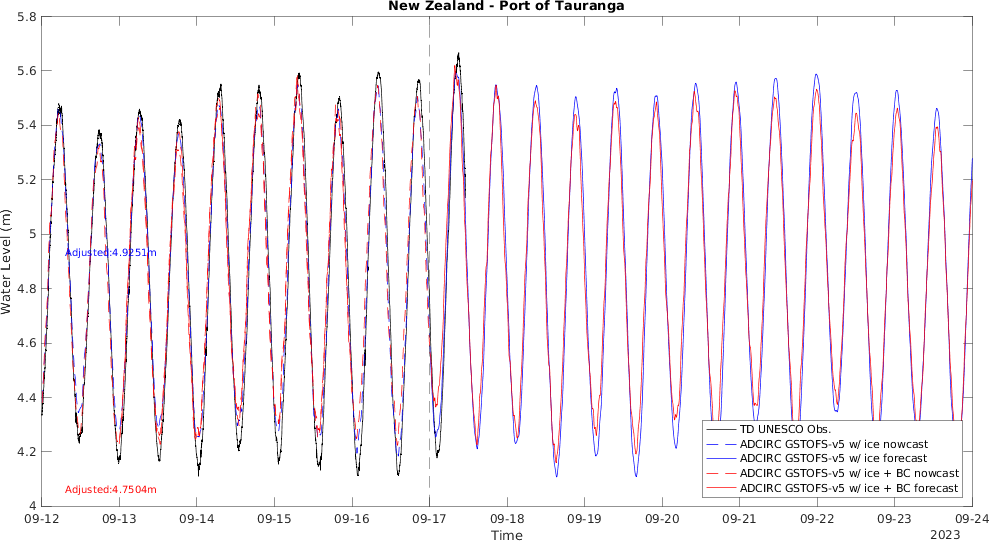 New Zealand - Port of Tauranga
5.8
5.6
5.4
5.2
5
4.8
4.6
4.4
4.2
4
Water Level (m)
Adjusted:4.9251m
Adjusted:4.7504m
TD UNESCO Obs.
ADCIRC GSTOFS-v5 w/ ice nowcast
ADCIRC GSTOFS-v5 w/ ice forecast
ADCIRC GSTOFS-v5 w/ ice + BC nowcast
ADCIRC GSTOFS-v5 w/ ice + BC forecast
09-12 09-13 09-14 09-15 09-16 09-17 09-18 09-19 09-20 09-21 09-22 09-23 09-24
Time
2023